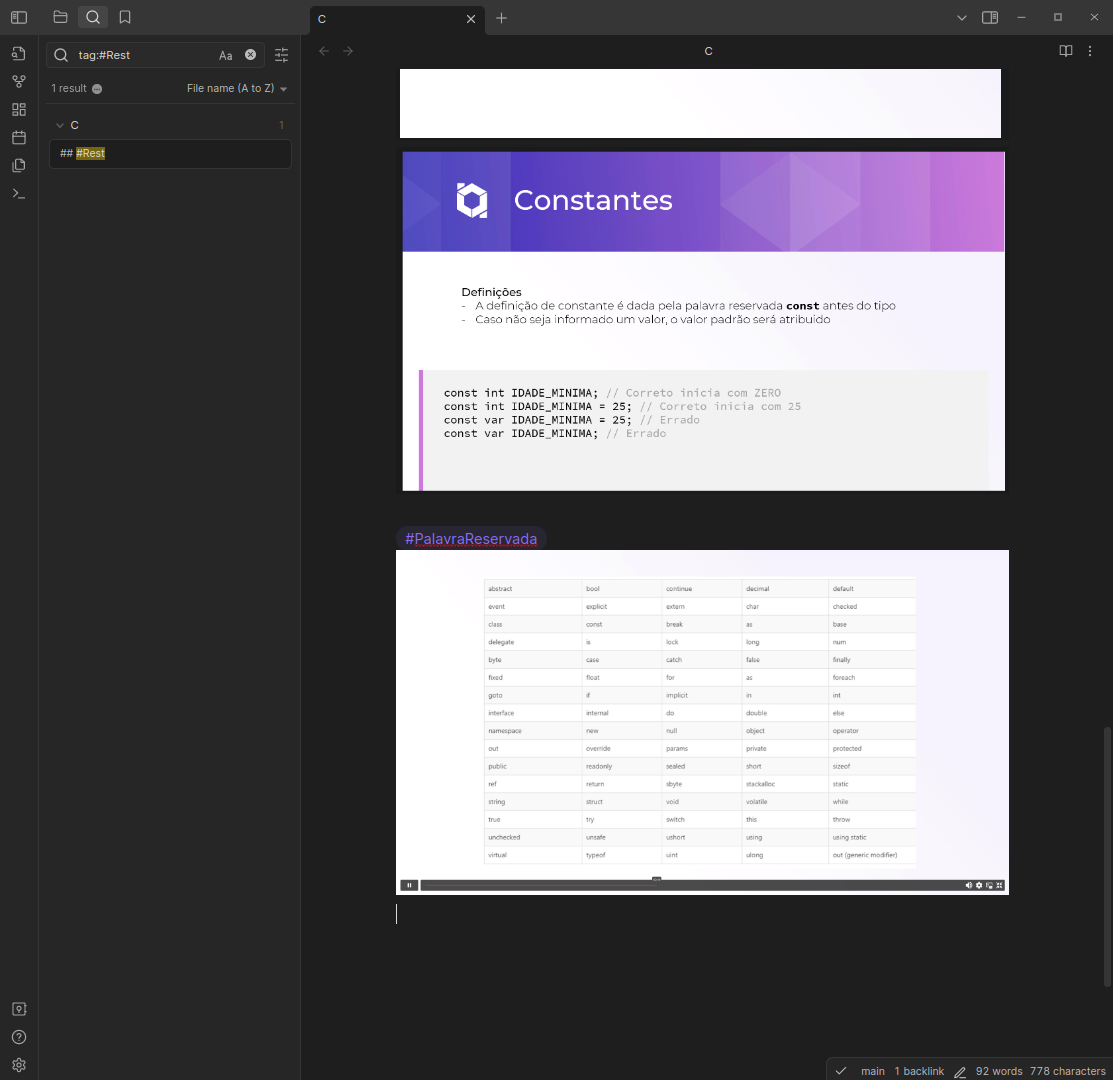 C
tag:#Rest
Aa
1 result
File name (A to Z)
C
1
## #Rest
C
Constantes
Definições
- A definição de constante é dada pela palavra reservada const antes do tipo
- Caso não seja informado um valor, o valor padrão será atribuido
const int IDADE_MINIMA; // Correto inicia com ZERO
const int IDADE_MINIMA = 25; // Correto inicia com 25
const var IDADE_MINIMA = 25; // Errado
const var IDADE_MINIMA; // Errado
#PalavraReservada
abstract bool continue decimal default
event explicit extern char checked
class const break as base
delegate is lock long num
byte case catch false finally
fixed float for as foreach
goto if implicit in int
interface internal do double else
namespace new null object operator
out override params private protected
public readonly sealed short sizeof
ref return sbyte stackalloc static
string struct void volatile while
true try switch this throw
unchecked unsafe ushort using using static
virtual typeof uint ulong out (generic modifier)
main 1 backlink 92 words 778 characters